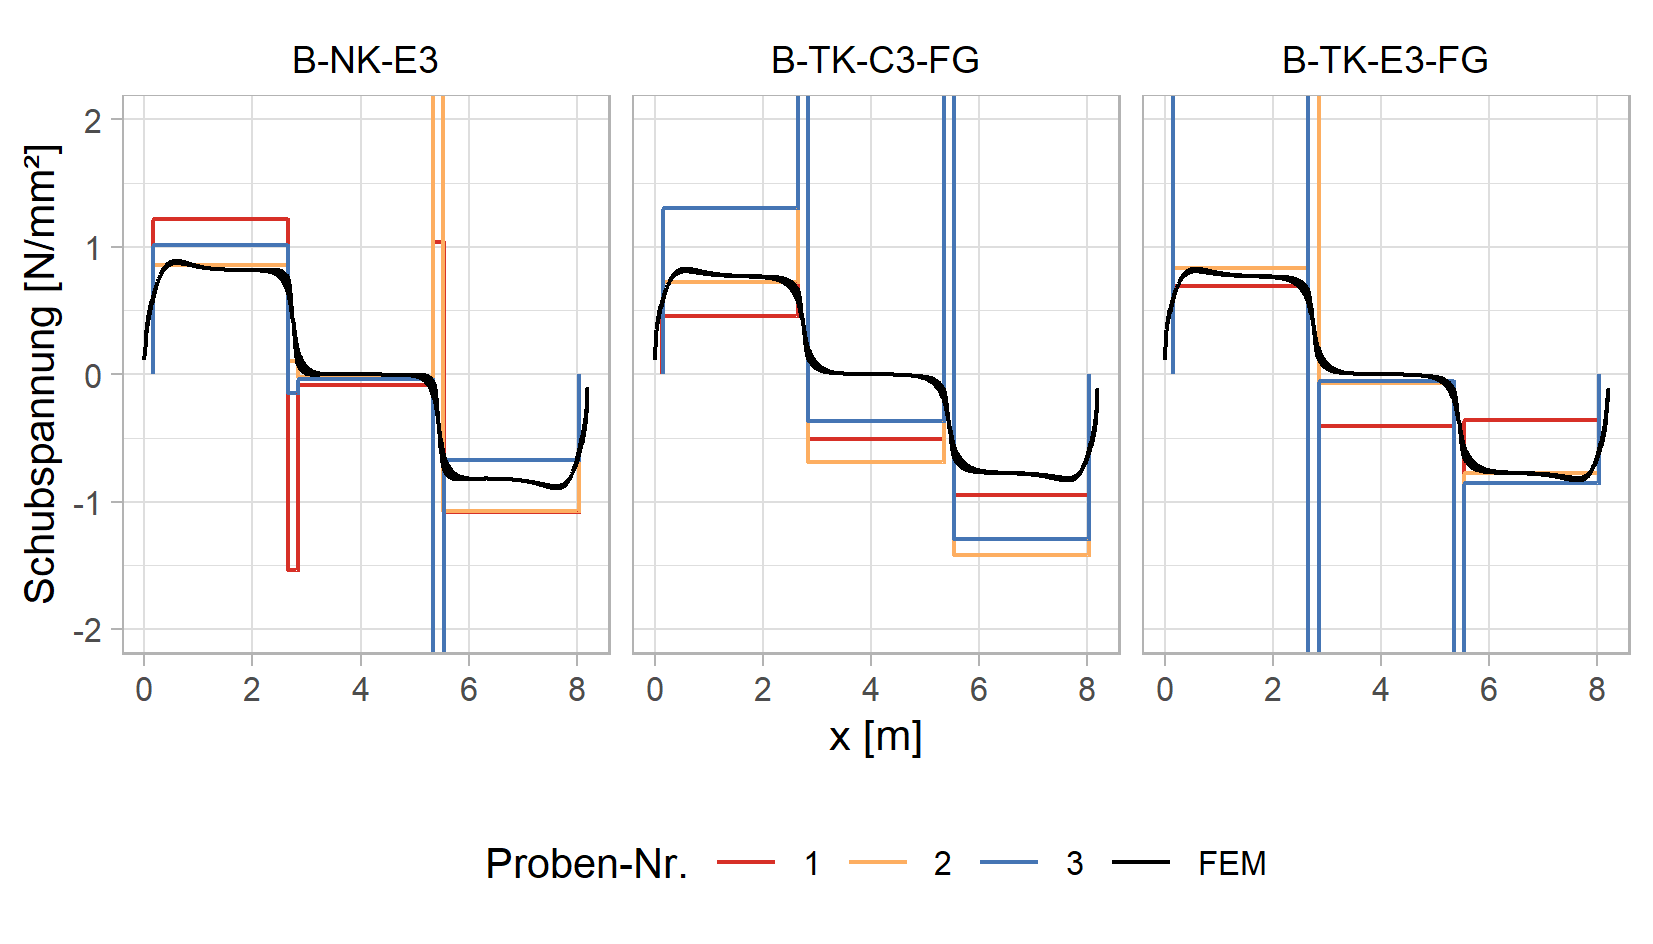 B-NK-E3 B-TK-C3-FG B-TK-E3-FG
Schubspannung [N/mm²]
2
1
0
-1
-2
0 2 4 6 8 0 2 4 6 8 0 2 4 6 8
x [m]
Proben-Nr. 1 2 3 FEM